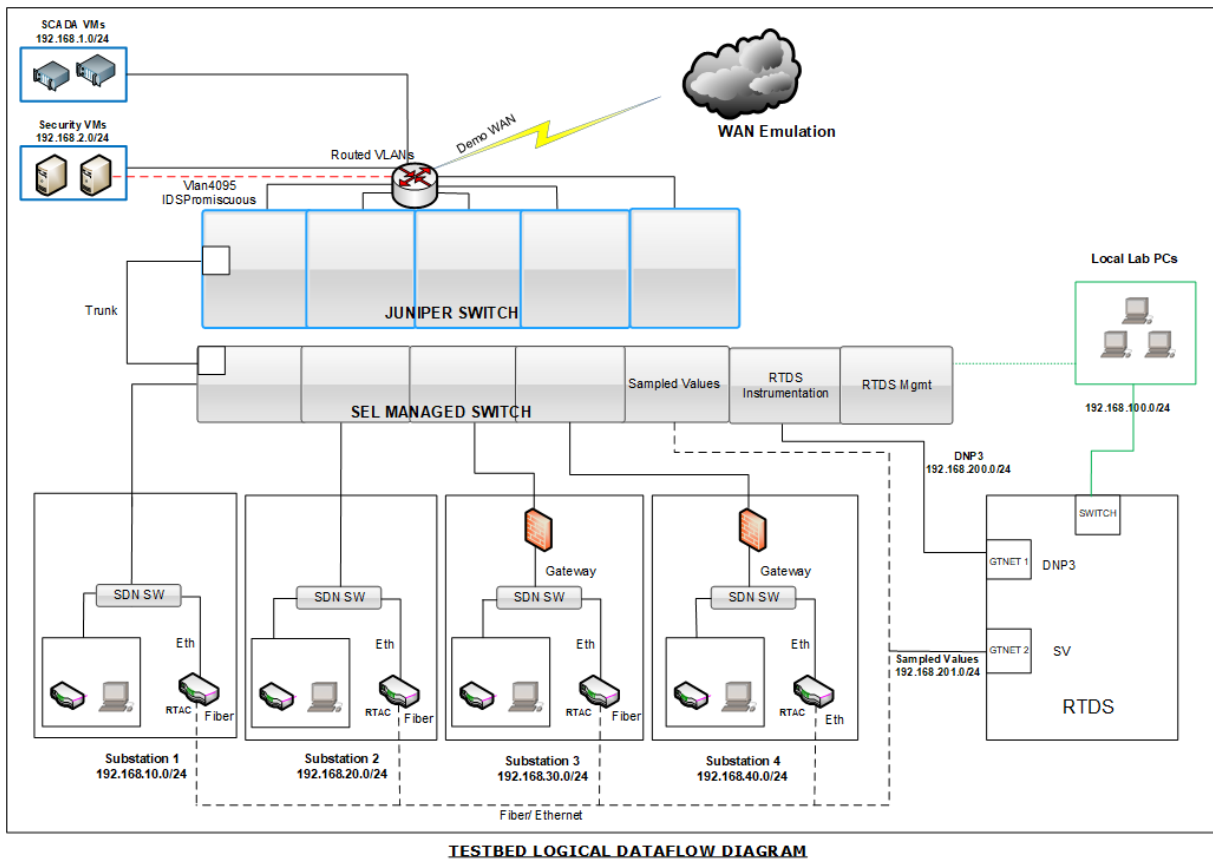 SCADA VMs
192.168.1.0/24
Security VMs
192.168.2.0/24
WAN Emulation
Demo WAN
Routed VLANs
Vlan4095
IDSPromiscuous
JUNIPER SWITCH
Trunk
Local Lab PCs
192.168.100.0/24
Sampled Values
RTDS
Instrumentation
RTDS Mgmt
SEL MANAGED SWITCH
DNP3
192.168.200.0/24
SWITCH
GTNET 1
DNP3
GTNET 2
SV
RTDS
Sampled Values
192.168.201.0/24
SDN SW
Eth
RTAC
Fiber
Substation 1
192.168.10.0/24
SDN SW
Eth
RTAC
Fiber
Substation 2
192.168.20.0/24
Gateway
SDN SW
Eth
RTAC
Fiber
Substation 3
192.168.30.0/24
Gateway
SDN SW
Eth
RTAC
Eth
Substation 4
192.168.40.0/24
Fiber/ Ethernet
TESTBED LOGICAL DATAFLOW DIAGRAM